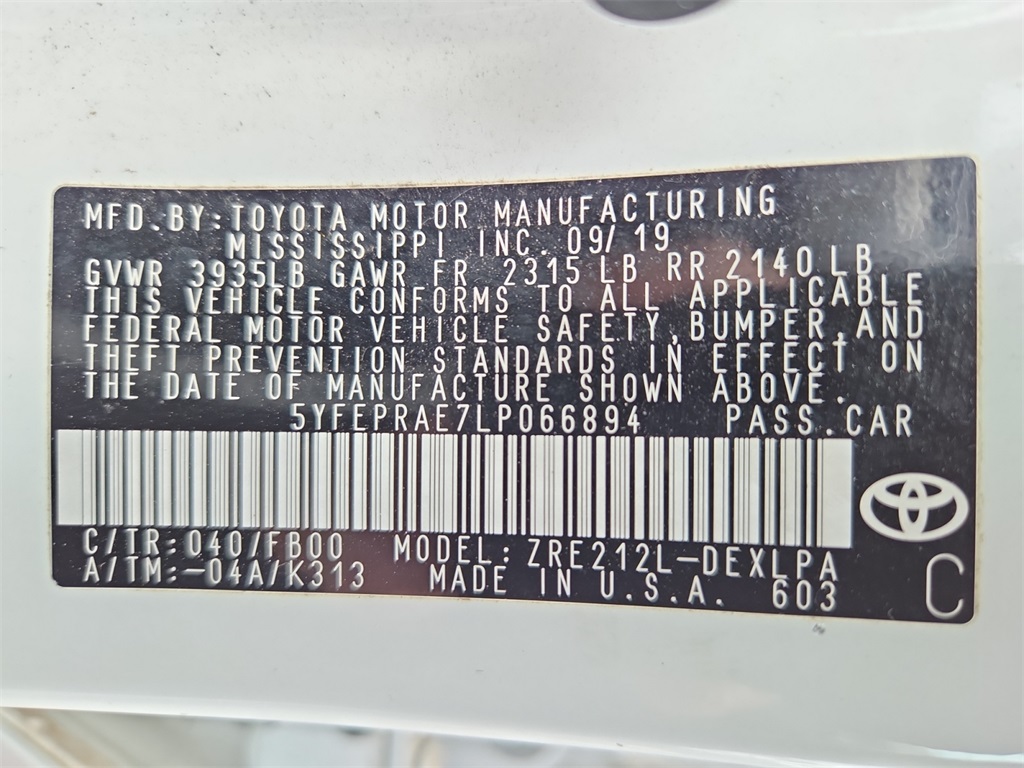 MFD.BY:TOYOTA MOTOR MANUFACTURING
MISSISSIPPI INC. 09/19
GVWR 3935LB GAWR FR 2315LB RR2140LB
THIS VEHICLE CONFORMS TO ALL APPLICABLE
FEDERAL MOTOR VEHICLE SAFETY,BUMPER,AND
THEFT PREVENTION STANDARDS IN EFFECT ON
THE DATE OF MANUFACTURE SHOWN ABOVE.
5YFEPRAE7LP066894 PASS.CAR
C/TR:040/FB00 MODEL:ZRE212L-DEXLPA
A/TM:-04A/K313 MADE IN U.S.A. 603
C